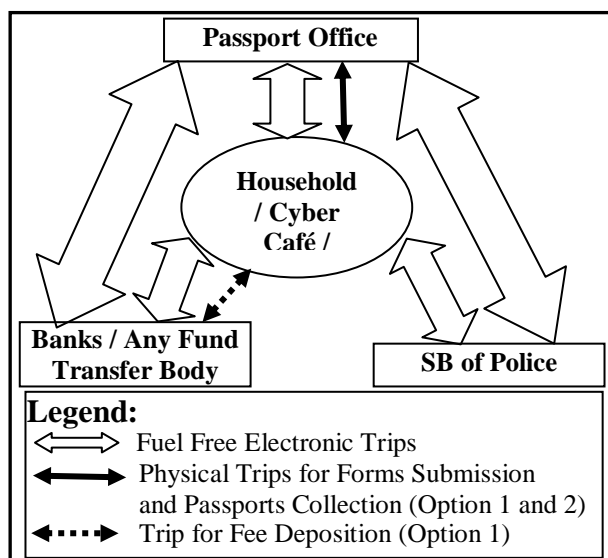 Passport Office
Household
/ Cyber
Café /
Banks / Any Fund
Transfer Body
SB of Police
Legend:
Fuel Free Electronic Trips
Physical Trips for Forms Submission
and Passports Collection (Option 1 and 2)
Trip for Fee Deposition (Option 1)